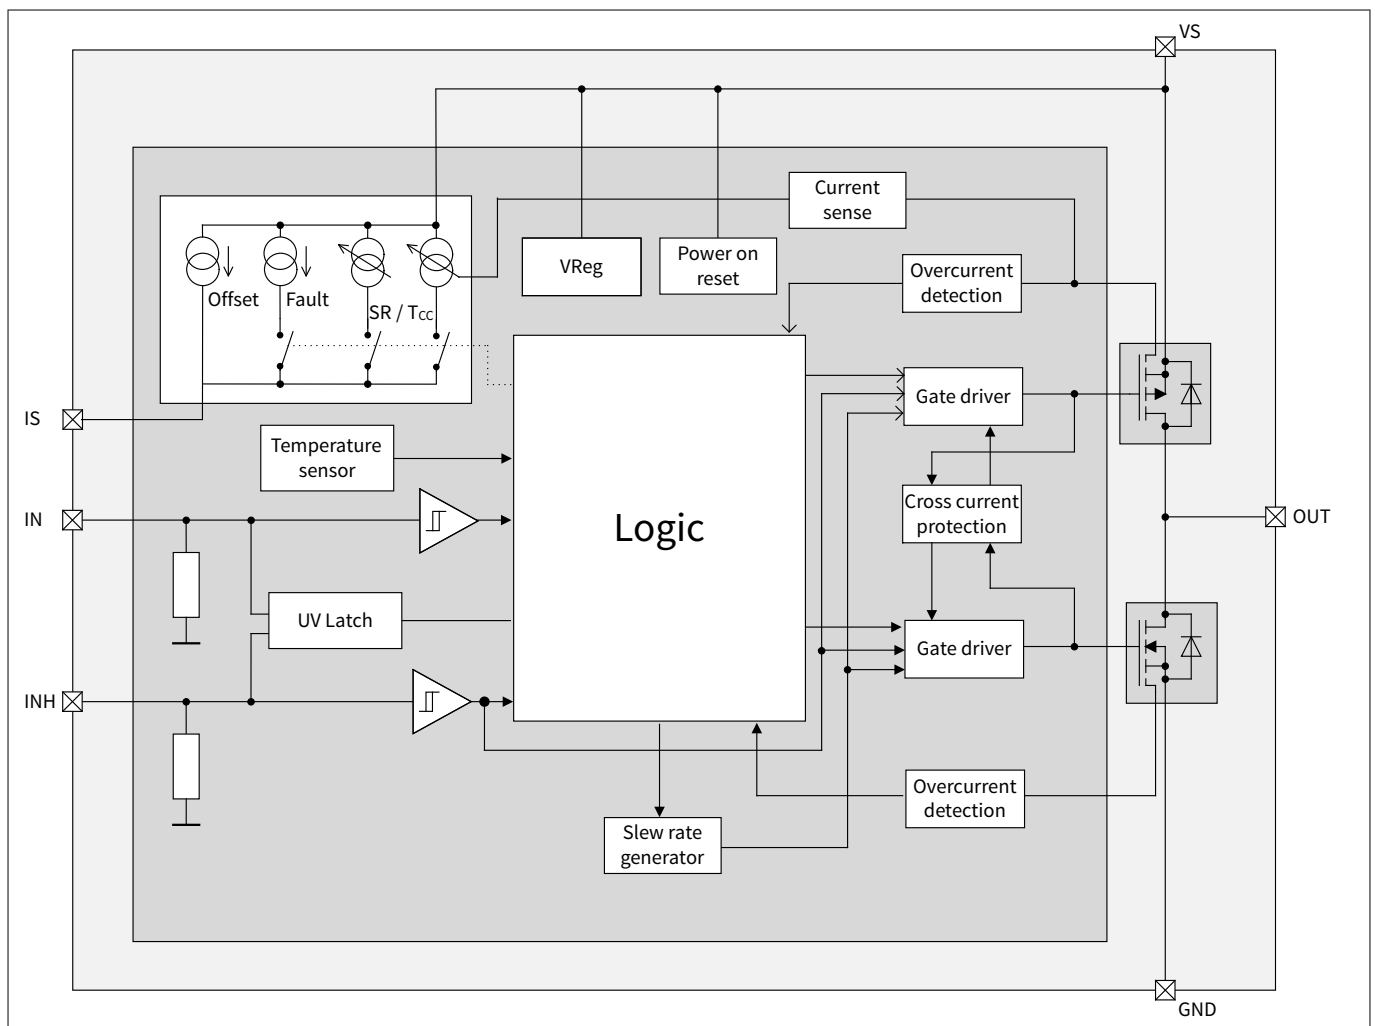 VS
Current
sense
VReg
Power on
reset
Overcurrent
detection
Offset
Fault
SR / TCC
Gate driver
IS
Temperature
sensor
Cross current
protection
IN
Logic
OUT
UV Latch
Gate driver
INH
Overcurrent
detection
Slew rate
generator
GND